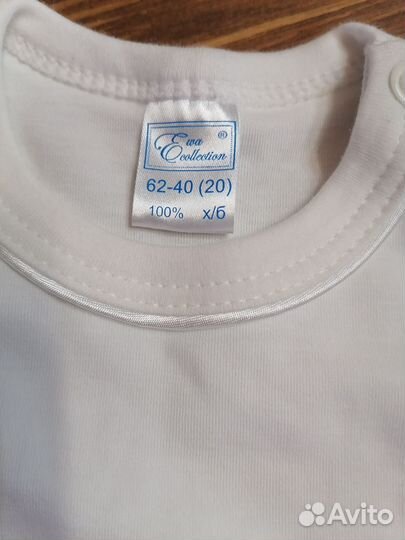 Ewa ®
collection
62-40 (20)
100% х/б
Avito